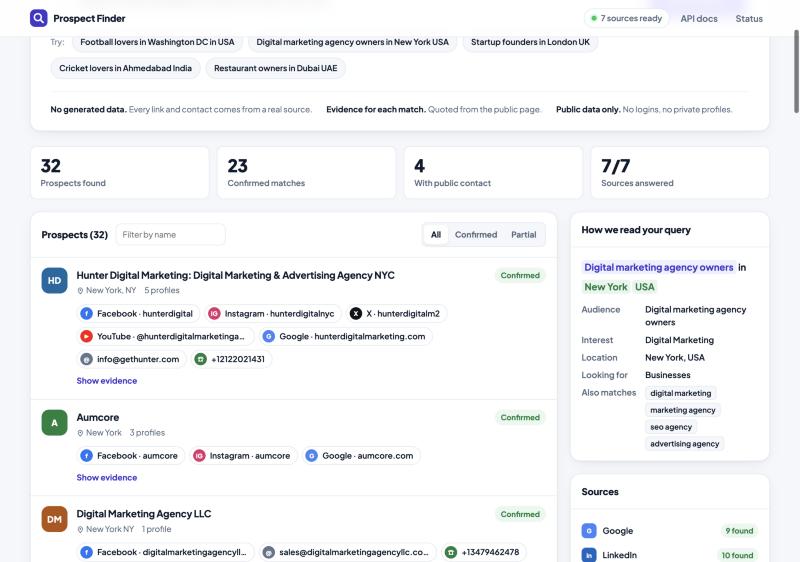 Prospect Finder
7 sources ready API docs Status
Try: Football lovers in Washington DC in USA Digital marketing agency owners in New York USA Startup founders in London UK
Cricket lovers in Ahmedabad India Restaurant owners in Dubai UAE
No generated data. Every link and contact comes from a real source. Evidence for each match. Quoted from the public page. Public data only. No logins, no private profiles.
32
Prospects found
23
Confirmed matches
4
With public contact
7/7
Sources answered
Prospects (32) Filter by name All Confirmed Partial
HD Hunter Digital Marketing: Digital Marketing & Advertising Agency NYC Confirmed
New York, NY 5 profiles
f Facebook · hunterdigital IG Instagram · hunterdigitalnyc X X · hunterdigitalm2
YouTube · @hunterdigitalmarketinga... G Google · hunterdigitalmarketing.com
@ info@gethunter.com +12122021431
Show evidence
A Aumcore Confirmed
New York 3 profiles
f Facebook · aumcore IG Instagram · aumcore G Google · aumcore.com
Show evidence
DM Digital Marketing Agency LLC Confirmed
New York NY 1 profile
f Facebook · digitalmarketingagencyll... @ sales@digitalmarketingagencyllc.co... +13479462478
How we read your query
Digital marketing agency owners in
New York USA
Audience Digital marketing agency
owners
Interest Digital Marketing
Location New York, USA
Looking for Businesses
Also matches digital marketing
marketing agency
seo agency
advertising agency
Sources
G Google 9 found
in LinkedIn 10 found